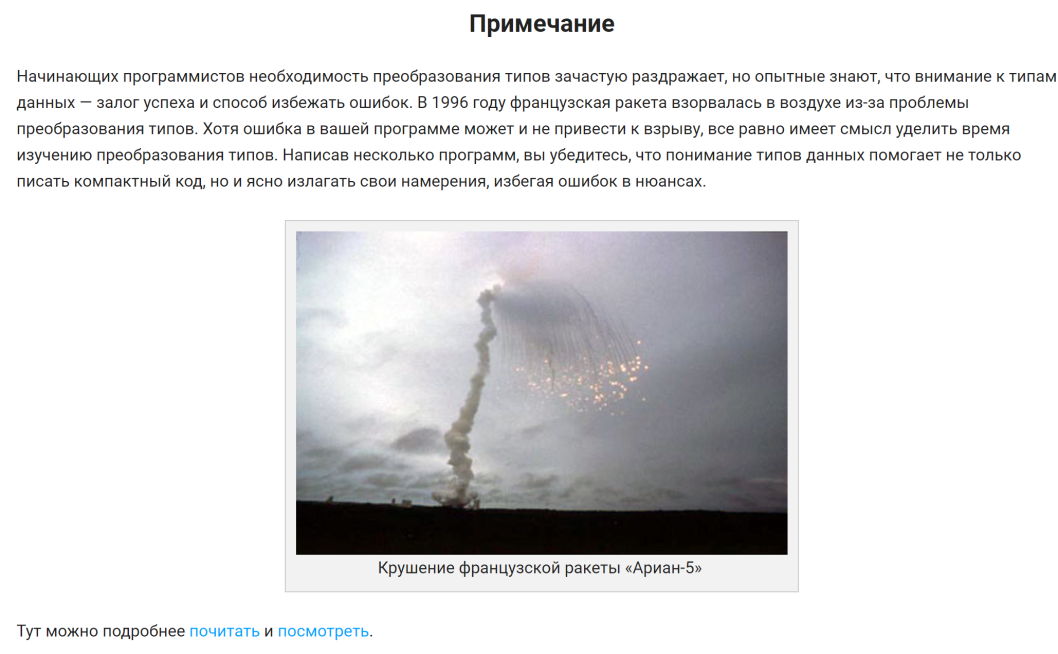 Примечание
Начинающих программистов необходимость преобразования типов зачастую раздражает, но опытные знают, что внимание к типам
данных — залог успеха и способ избежать ошибок. В 1996 году французская ракета взорвалась в воздухе из-за проблемы
преобразования типов. Хотя ошибка в вашей программе может и не привести к взрыву, все равно имеет смысл уделить время
изучению преобразования типов. Написав несколько программ, вы убедитесь, что понимание типов данных помогает не только
писать компактный код, но и ясно излагать свои намерения, избегая ошибок в нюансах.
Крушение французской ракеты «Ариан-5»
Тут можно подробнее почитать и посмотреть.